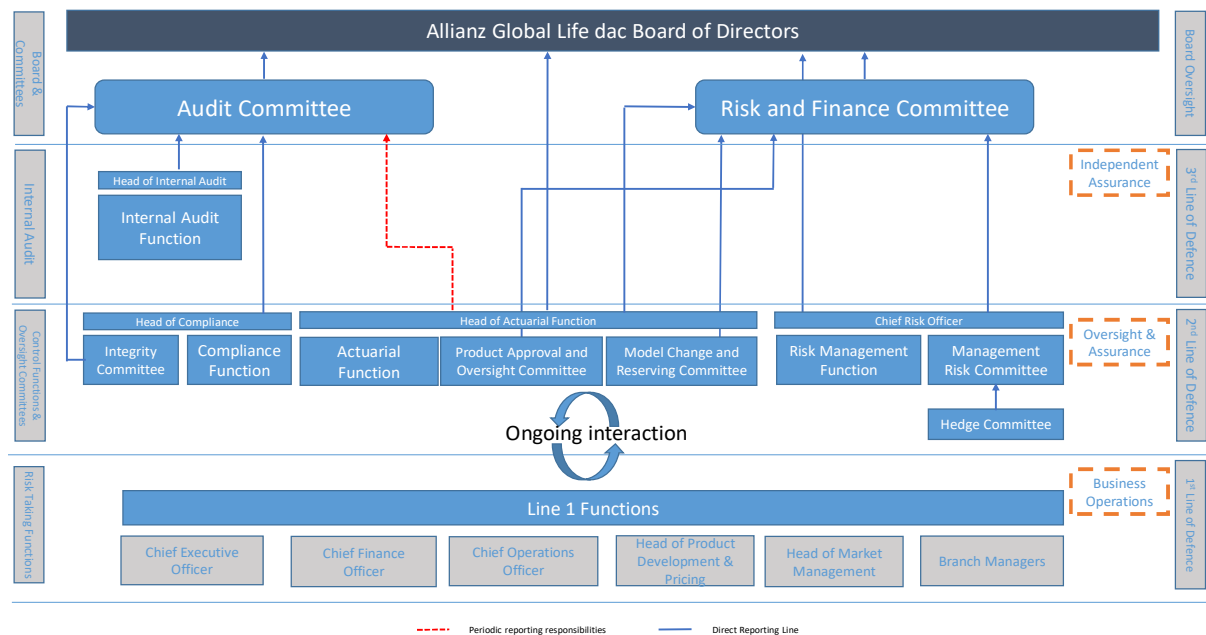 Allianz Global Life dac Board of Directors
Board &
Committees
Board Oversight
Audit Committee
Risk and Finance Committee
Internal Audit
Head of Internal Audit
Internal Audit
Function
Independent
Assurance
3rd Line of Defence
Control Functions &
Oversight Committees
Head of Compliance
Integrity
Committee
Compliance
Function
Head of Actuarial Function
Actuarial
Function
Product Approval and
Oversight Committee
Model Change and
Reserving Committee
Chief Risk Officer
Risk Management
Function
Management
Risk Committee
Hedge Committee
Oversight &
Assurance
2nd Line of Defence
Ongoing interaction
Risk Taking Functions
Line 1 Functions
Chief Executive
Officer
Chief Finance
Officer
Chief Operations
Officer
Head of Product
Development &
Pricing
Head of Market
Management
Branch Managers
Business
Operations
1st Line of Defence
Periodic reporting responsibilities
Direct Reporting Line